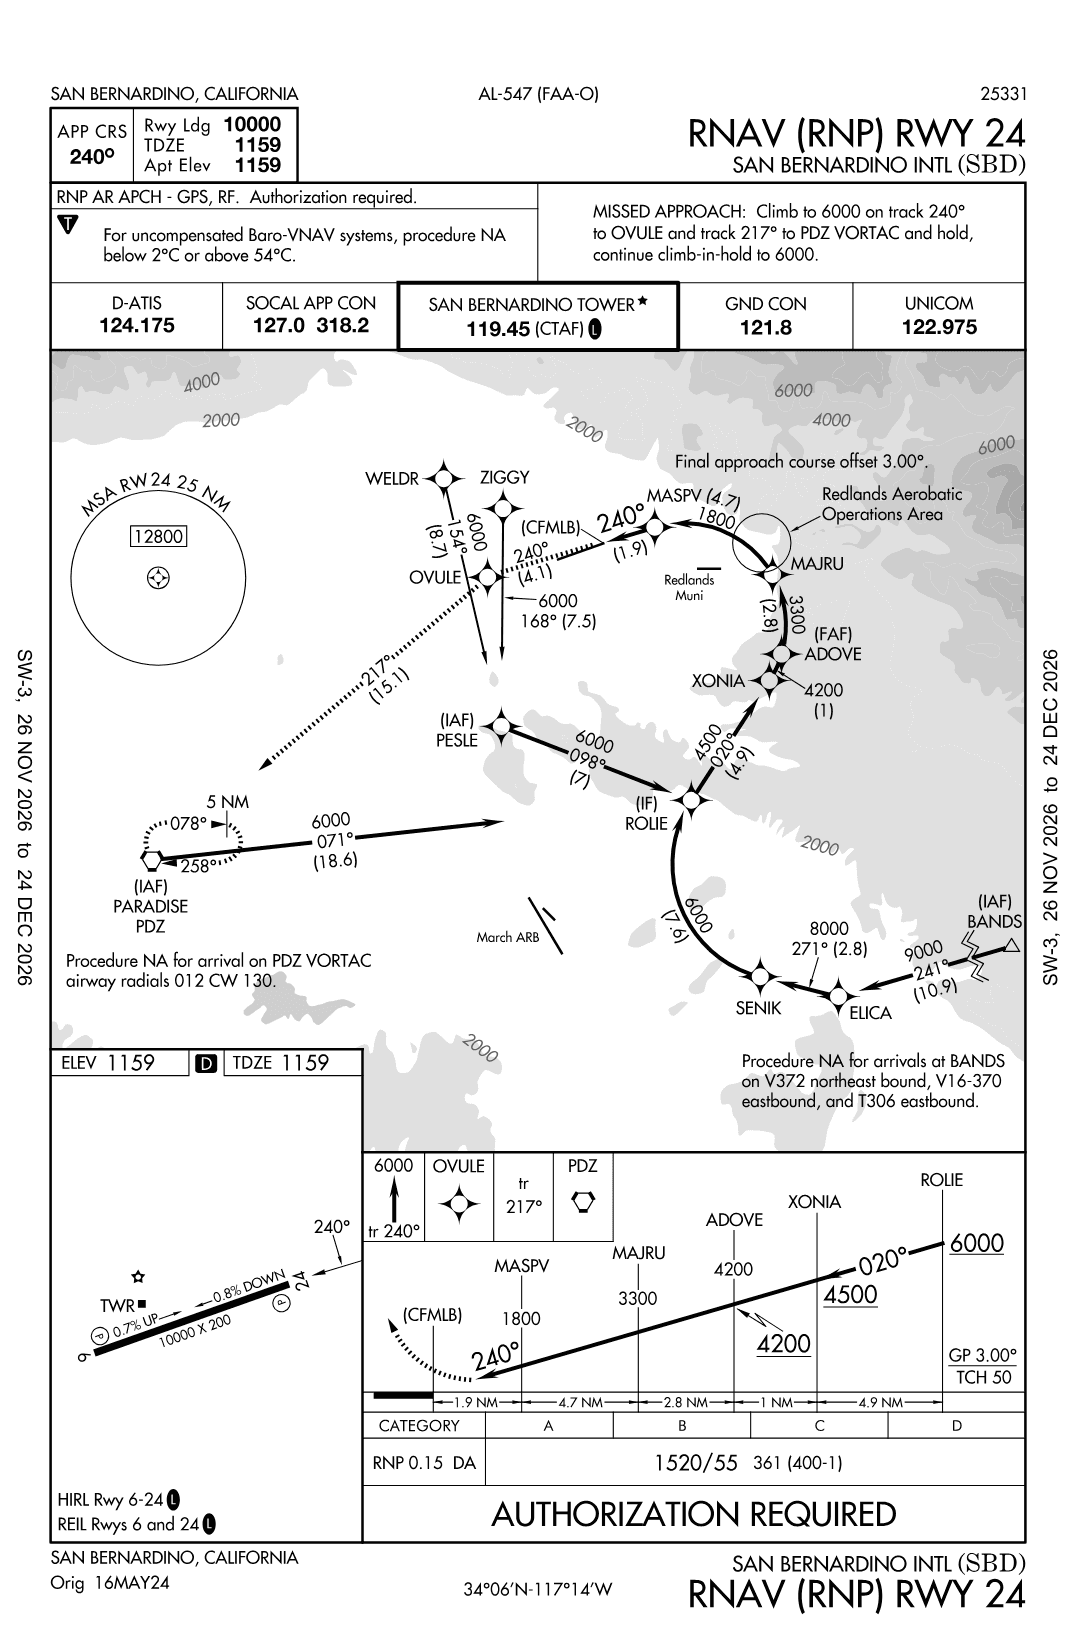 SAN BERNARDINO, CALIFORNIA
AL-547 (FAA-O)
25331
APP CRS
240°
Rwy Ldg 10000
TDZE 1159
Apt Elev 1159
RNAV (RNP) RWY 24
SAN BERNARDINO INTL (SBD)
RNP AR APCH - GPS, RF. Authorization required.
T
For uncompensated Baro-VNAV systems, procedure NA
below 2°C or above 54°C.
MISSED APPROACH: Climb to 6000 on track 240°
to OVULE and track 217° to PDZ VORTAC and hold,
continue climb-in-hold to 6000.
D-ATIS
124.175
SOCAL APP CON
127.0 318.2
SAN BERNARDINO TOWER★
119.45 (CTAF) L
GND CON
121.8
UNICOM
122.975
4000
2000
2000
6000
4000
6000
MSA RW 24 25 NM
12800
Final approach course offset 3.00°.
Redlands Aerobatic
Operations Area
WELDR
ZIGGY
6000
154°
(8.7)
(CFMLB)
240°
(1.9)
MASPV
(4.7)
1800
240°
(4.1)
OVULE
6000
168° (7.5)
Redlands
Muni
MAJRU
3300
(2.8)
(FAF)
ADOVE
XONIA
4200
(1)
217°
(15.1)
(IAF)
PESLE
6000
098°
(7)
4500
020°
(4.9)
(IF)
ROLIE
5 NM
078°
258°
6000
071°
(18.6)
(IAF)
PARADISE
PDZ
2000
6000
(7.6)
March ARB
8000
271° (2.8)
(IAF)
BANDS
9000
241°
(10.9)
SENIK
ELICA
Procedure NA for arrival on PDZ VORTAC
airway radials 012 CW 130.
2000
Procedure NA for arrivals at BANDS
on V372 northeast bound, V16-370
eastbound, and T306 eastbound.
ELEV 1159
D
TDZE 1159
240°
TWR
0.7% UP
0.8% DOWN
10000 X 200
6
24
P
P
HIRL Rwy 6-24 L
REIL Rwys 6 and 24 L
6000
tr 240°
OVULE
tr
217°
PDZ
ROLIE
XONIA
ADOVE
MAJRU
MASPV
(CFMLB)
6000
020°
4500
4200
4200
3300
1800
240°
GP 3.00°
TCH 50
1.9 NM
4.7 NM
2.8 NM
1 NM
4.9 NM
CATEGORY A B C D
RNP 0.15 DA 1520/55 361 (400-1)
AUTHORIZATION REQUIRED
SAN BERNARDINO, CALIFORNIA
Orig 16MAY24
34°06'N-117°14'W
SAN BERNARDINO INTL (SBD)
RNAV (RNP) RWY 24
SW-3, 26 NOV 2026 to 24 DEC 2026
SW-3, 26 NOV 2026 to 24 DEC 2026